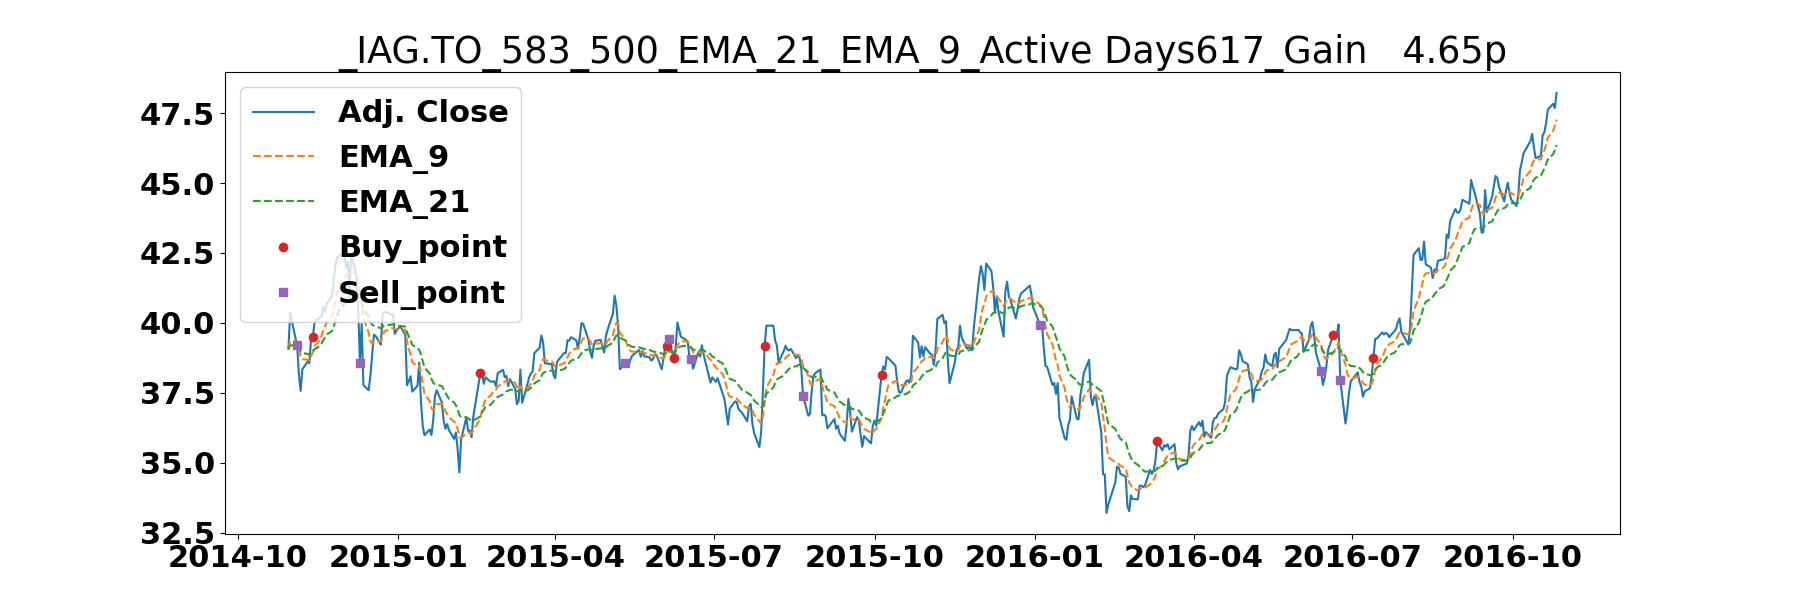 _IAG.TO_583_500_EMA_21_EMA_9_Active Days617_Gain   4.65p
Adj. Close
EMA_9
EMA_21
Buy_point
Sell_point
47.5
45.0
42.5
40.0
37.5
35.0
32.5
2014-10 2015-01 2015-04 2015-07 2015-10 2016-01 2016-04 2016-07 2016-10